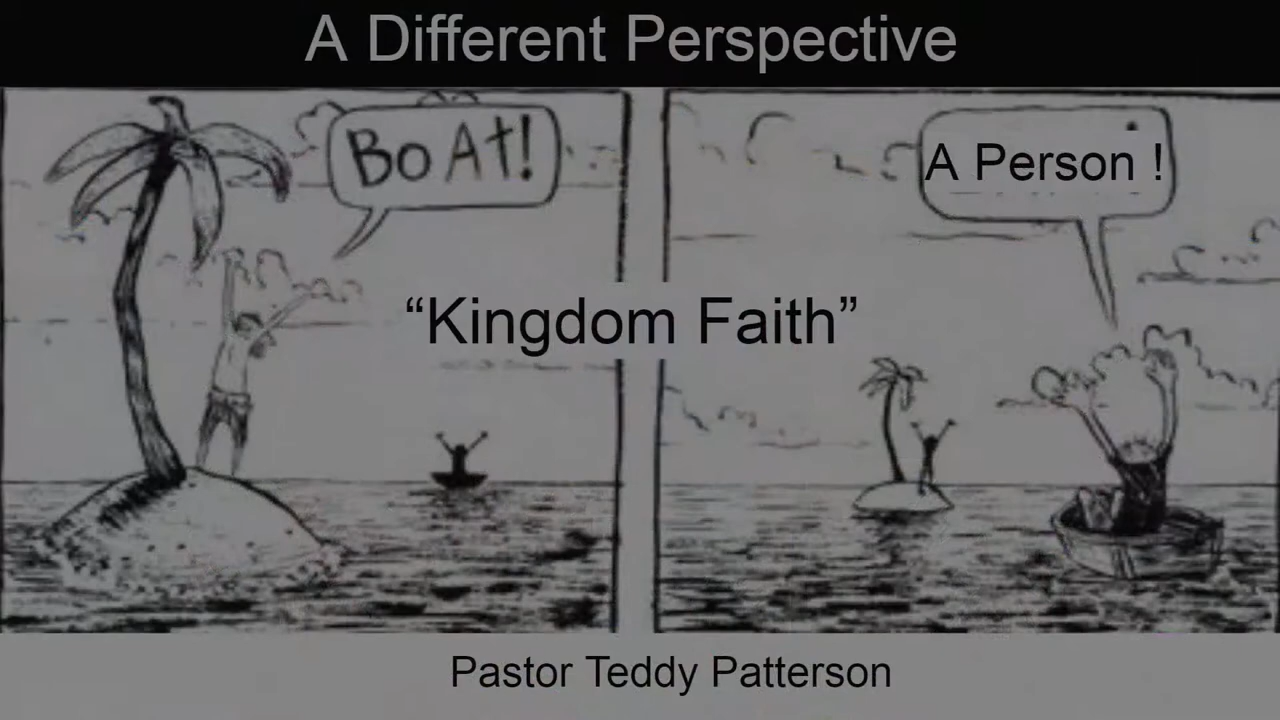 A Different Perspective
BoAt!
A Person !
“Kingdom Faith”
Pastor Teddy Patterson